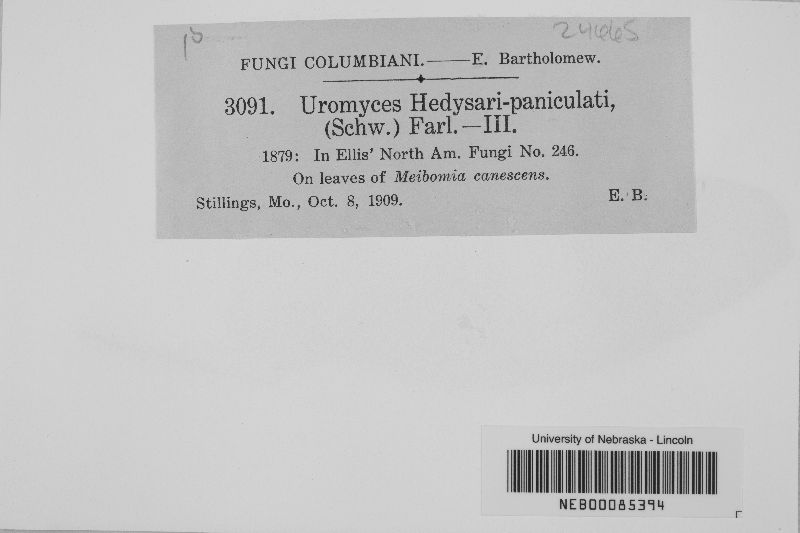 24665
FUNGI COLUMBIANI.——E. Bartholomew.
3091. Uromyces Hedysari-paniculati,
(Schw.) Farl.—III.
1879: In Ellis' North Am. Fungi No. 246.
On leaves of Meibomia canescens.
Stillings, Mo., Oct. 8, 1909. E. B.
University of Nebraska - Lincoln
NEB00085394